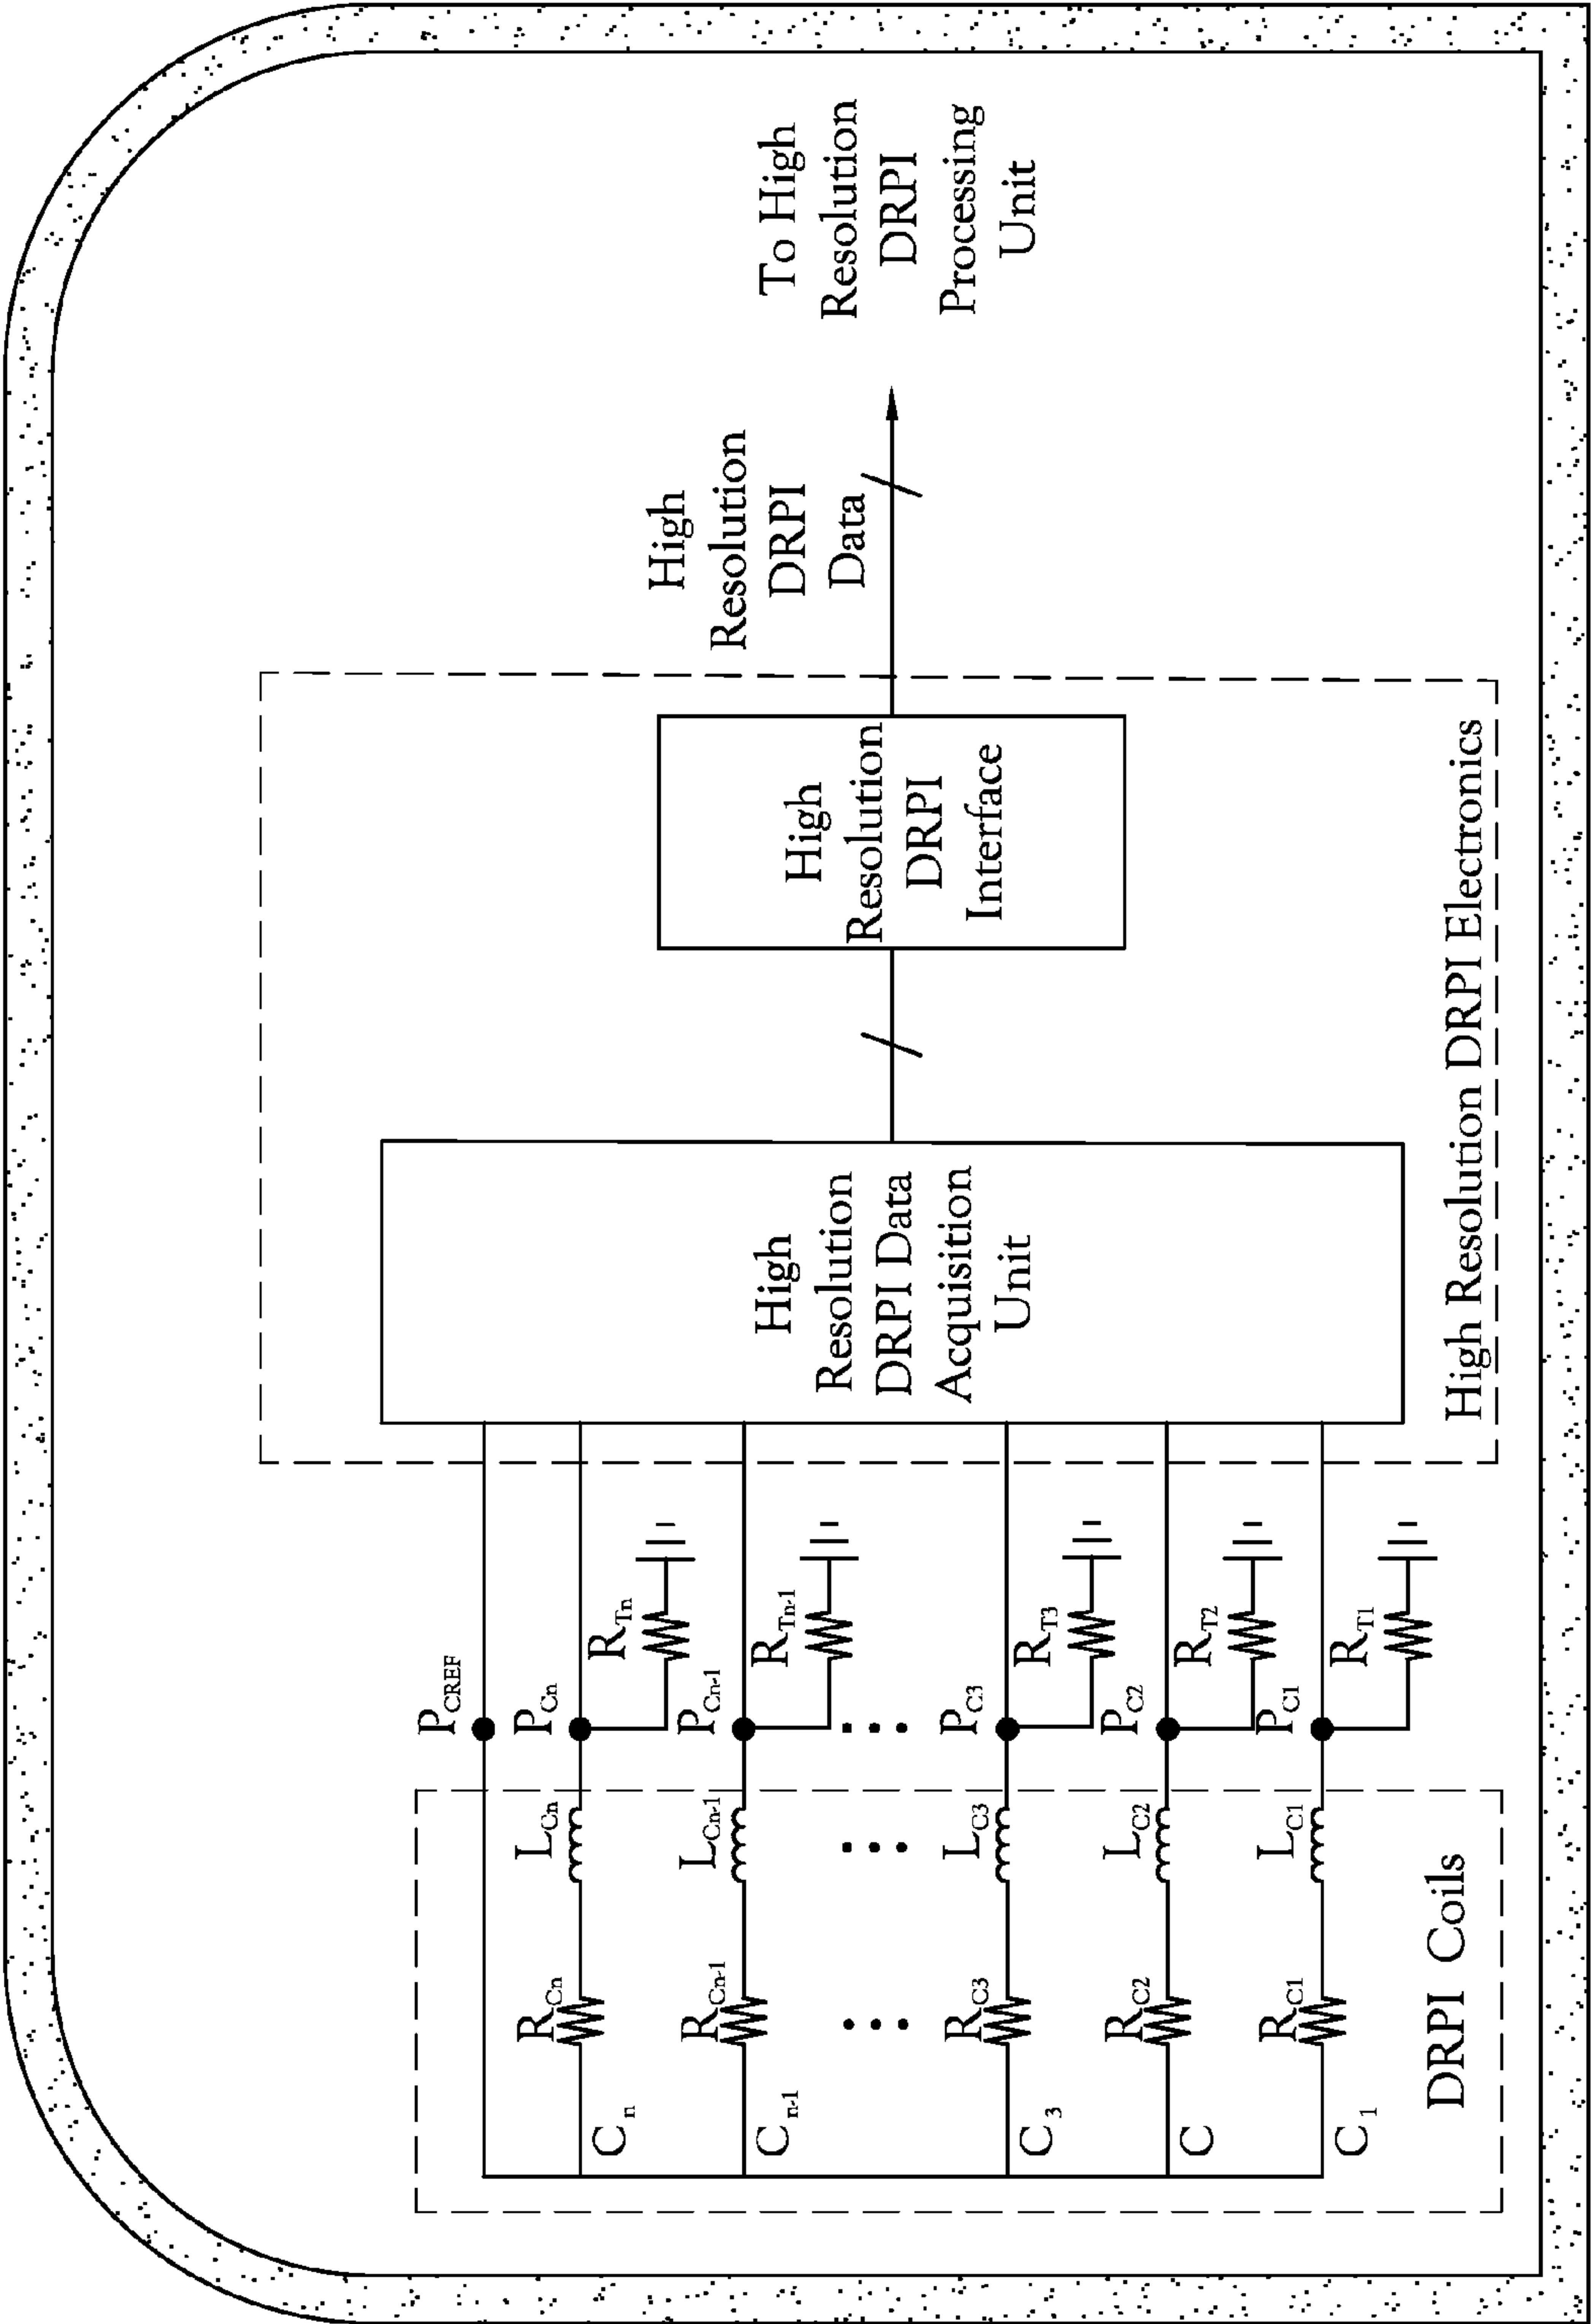 P_CREF
C_n
R_Cn
L_Cn
P_Cn
R_Tn
C_n-1
R_Cn-1
L_Cn-1
P_Cn-1
R_Tn-1
C_3
R_C3
L_C3
P_C3
R_T3
C
R_C2
L_C2
P_C2
R_T2
C_1
R_C1
L_C1
P_C1
R_T1
DRPI Coils
High
Resolution
DRPI Data
Acquisition
Unit
High
Resolution
DRPI
Interface
High Resolution DRPI Electronics
High
Resolution
DRPI
Data
To High
Resolution
DRPI
Processing
Unit